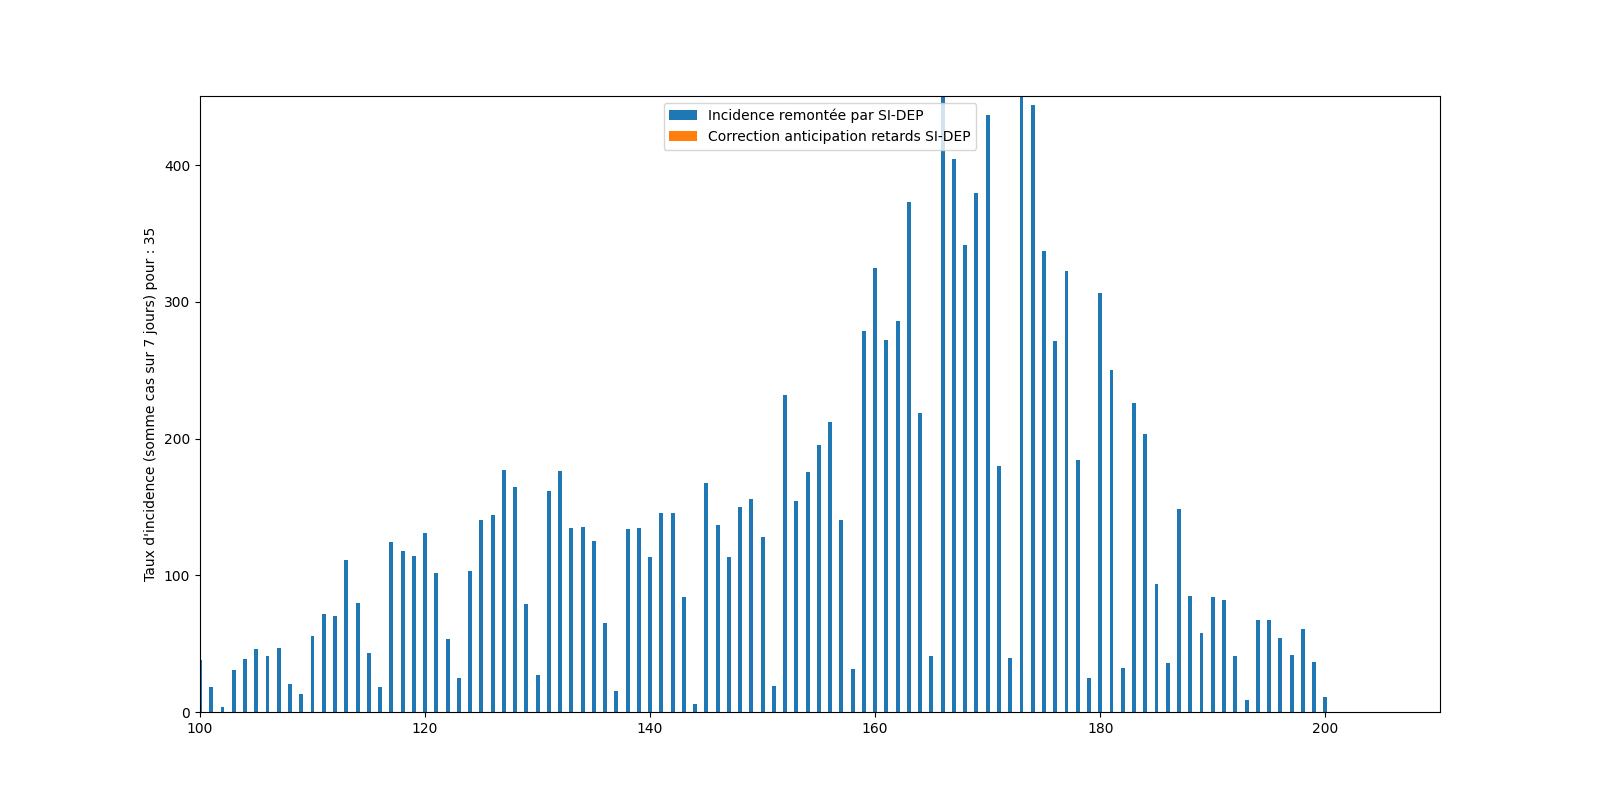 Incidence remontée par SI-DEP
Correction anticipation retards SI-DEP
Taux d'incidence (somme cas sur 7 jours) pour : 35
400
300
200
100
0
100 120 140 160 180 200